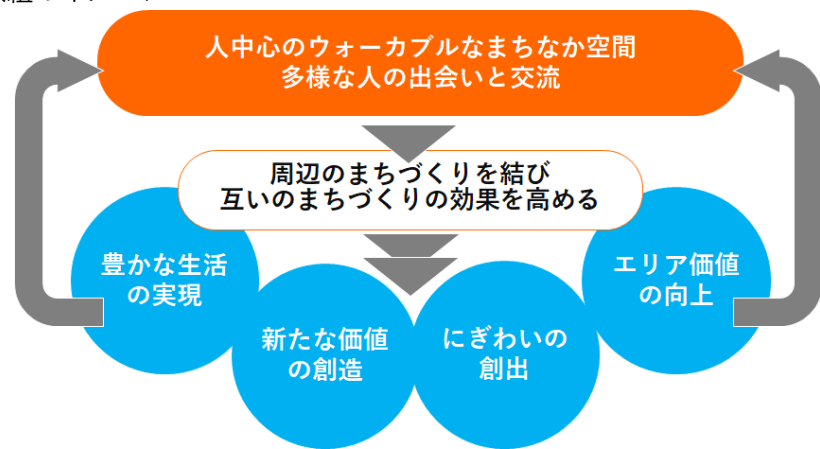 人中心のウォーカブルなまちなか空間
多様な人の出会いと交流
周辺のまちづくりを結び
互いのまちづくりの効果を高める
豊かな生活
の実現
新たな価値
の創造
にぎわいの
創出
エリア価値
の向上